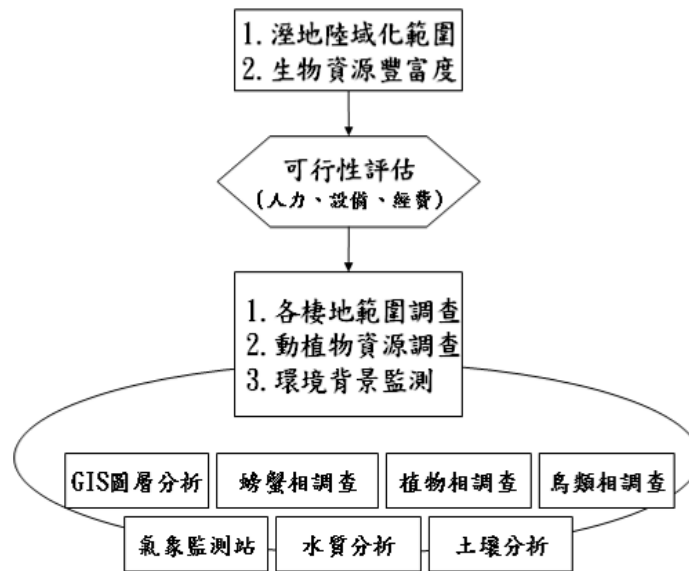 1. 溼地陸域化範圍
2. 生物資源豐富度
可行性評估
(人力、設備、經費)
1. 各棲地範圍調查
2. 動植物資源調查
3. 環境背景監測
GIS圖層分析
螃蟹相調查
植物相調查
鳥類相調查
氣象監測站
水質分析
土壤分析